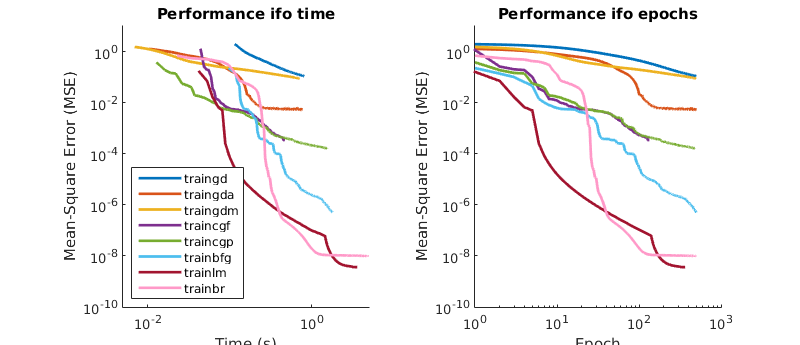 Performance ifo time
Mean-Square Error (MSE)
10^0
10^-2
10^-4
10^-6
10^-8
10^-10
traingd
traingda
traingdm
traincgf
traincgp
trainbfg
trainlm
trainbr
10^-2 10^0
Time (s)
Performance ifo epochs
Mean-Square Error (MSE)
10^0
10^-2
10^-4
10^-6
10^-8
10^-10
10^0 10^1 10^2 10^3
Epoch